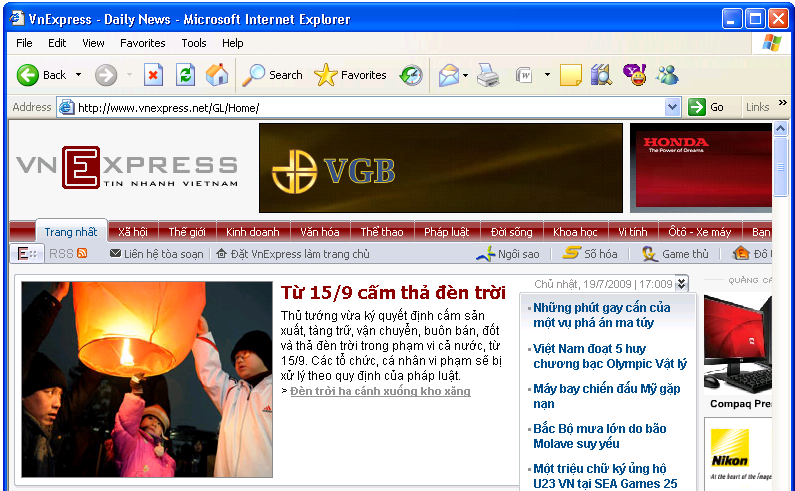 VnExpress - Daily News - Microsoft Internet Explorer
File Edit View Favorites Tools Help
Back Search Favorites
Address http://www.vnexpress.net/GL/Home/ Go Links »
VNEXPRESS
TIN NHANH VIETNAM
VGB
HONDA
The Power of Dreams
Trang nhất Xã hội Thế giới Kinh doanh Văn hóa Thể thao Pháp luật Đời sống Khoa học Vi tính Ôtô - Xe máy Bạn
E RSS Liên hệ tòa soạn Đặt VnExpress làm trang chủ Ngôi sao Số hóa Game thủ Đô
Chủ nhật, 19/7/2009 | 17:009
QUẢNG CÁ
Từ 15/9 cấm thả đèn trời
Thủ tướng vừa ký quyết định cấm sản
xuất, tàng trữ, vận chuyển, buôn bán, đốt
và thả đèn trời trong phạm vi cả nước, từ
15/9. Các tổ chức, cá nhân vi phạm sẽ bị
xử lý theo quy định của pháp luật.
> Đèn trời hạ cánh xuống kho xăng
Những phút gay cấn của
một vụ phá án ma túy
Việt Nam đoạt 5 huy
chương bạc Olympic Vật lý
Máy bay chiến đấu Mỹ gặp
nạn
Bắc Bộ mưa lớn do bão
Molave suy yếu
Một triệu chữ ký ủng hộ
U23 VN tại SEA Games 25
Compaq Pre
Nikon
At the heart of the image